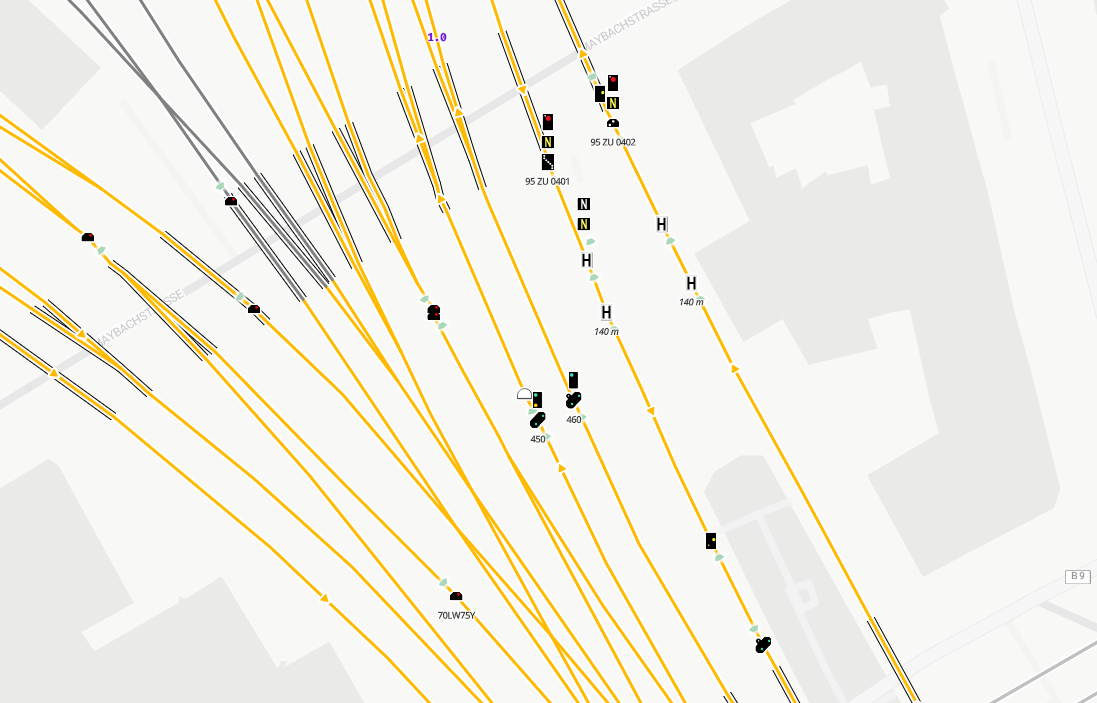 1.0
MAYBACHSTRASSE
N
N
95 ZU 0402
95 ZU 0401
N
N
H
H
H
140 m
H
140 m
MAYBACHSTRASSE
460
450
B 9
70LW75Y